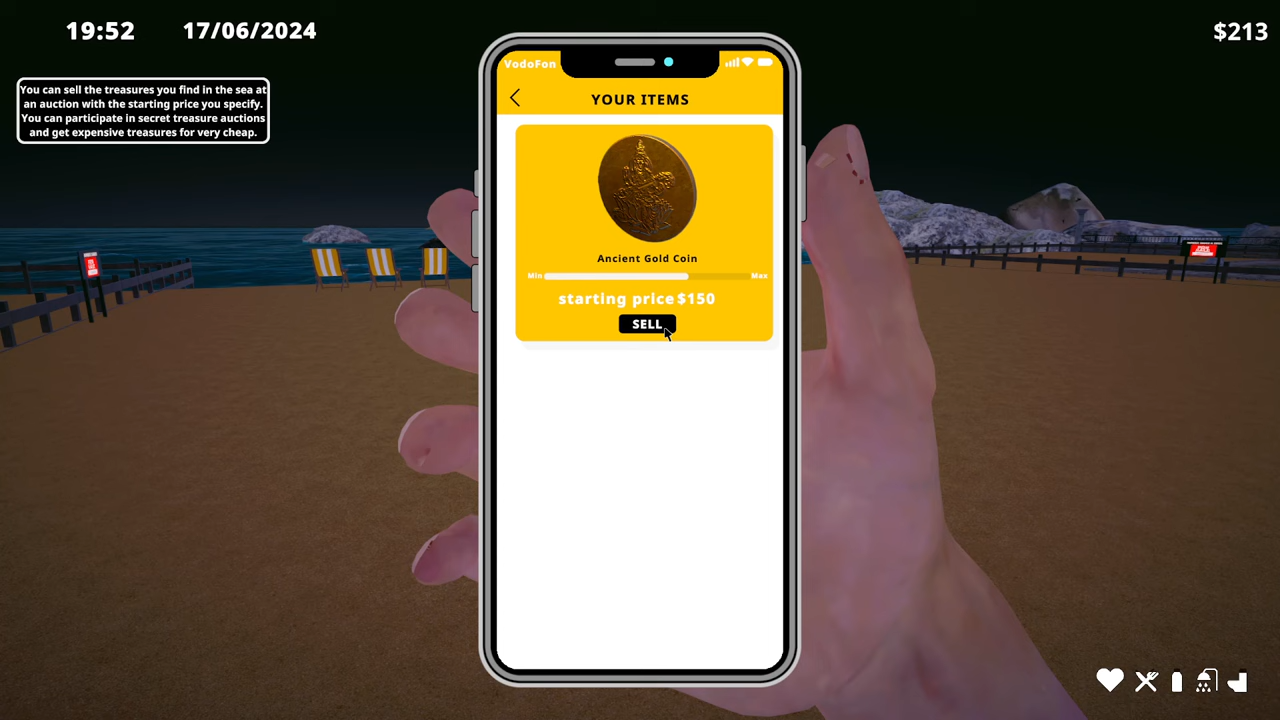 19:52 17/06/2024
$213
You can sell the treasures you find in the sea at
an auction with the starting price you specify.
You can participate in secret treasure auctions
and get expensive treasures for very cheap.
VodoFon
YOUR ITEMS
Ancient Gold Coin
Min Max
starting price $150
SELL